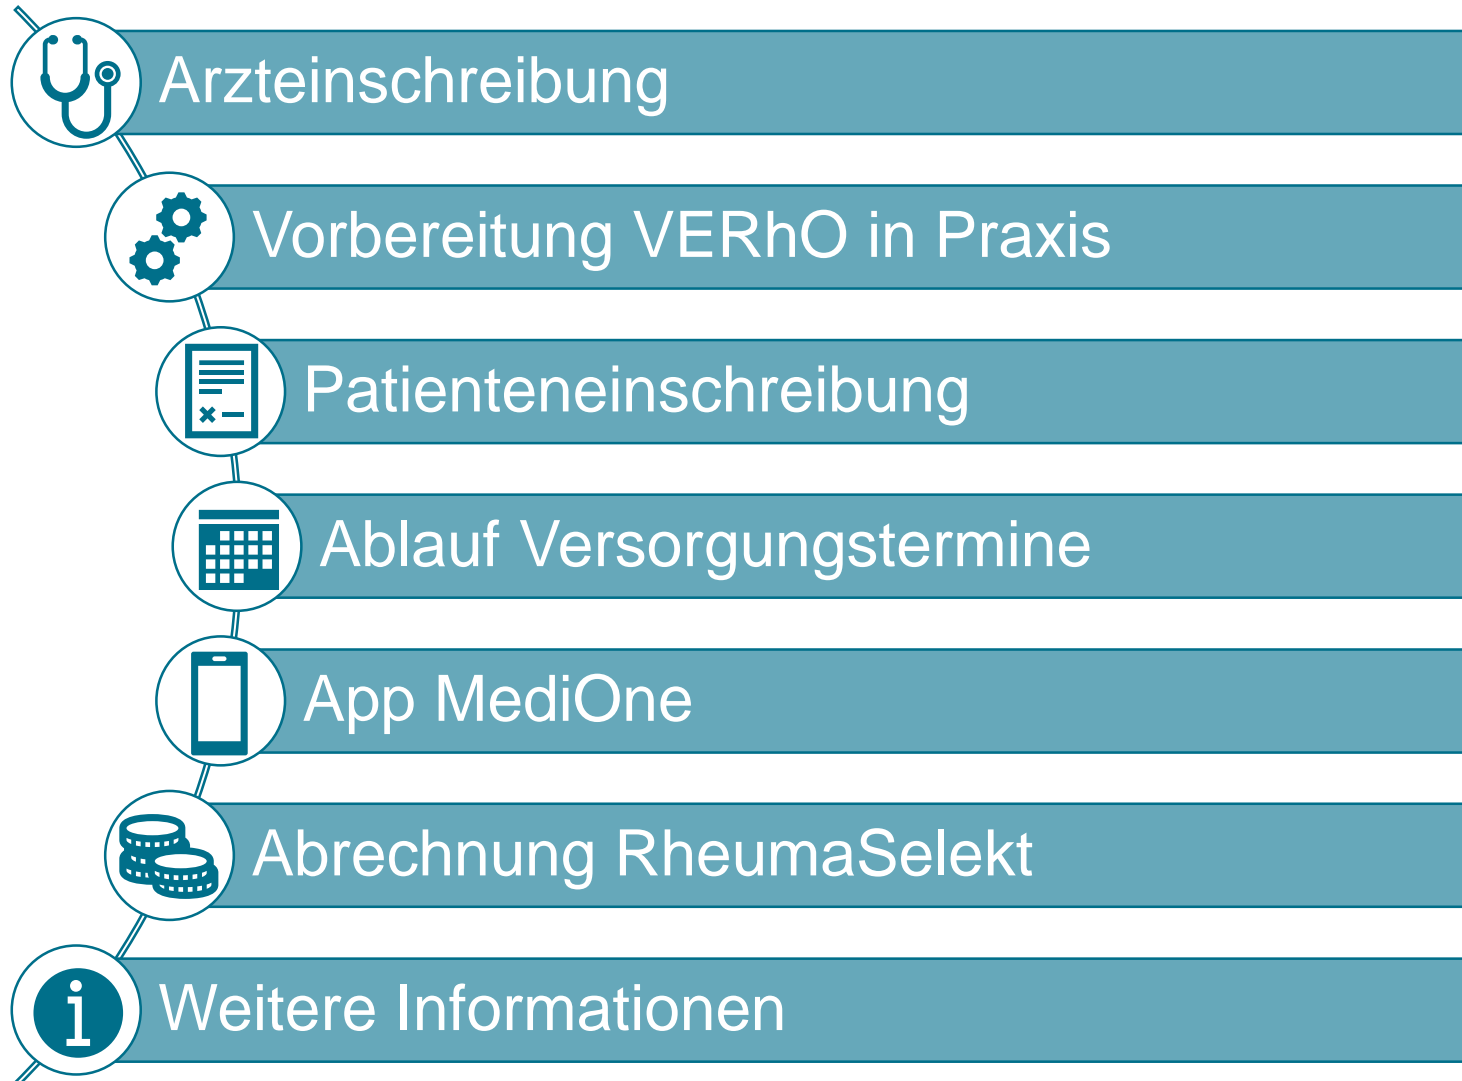 Arzteinschreibung
Vorbereitung VERhO in Praxis
Patienteneinschreibung
Ablauf Versorgungstermine
App MediOne
Abrechnung RheumaSelekt
Weitere Informationen